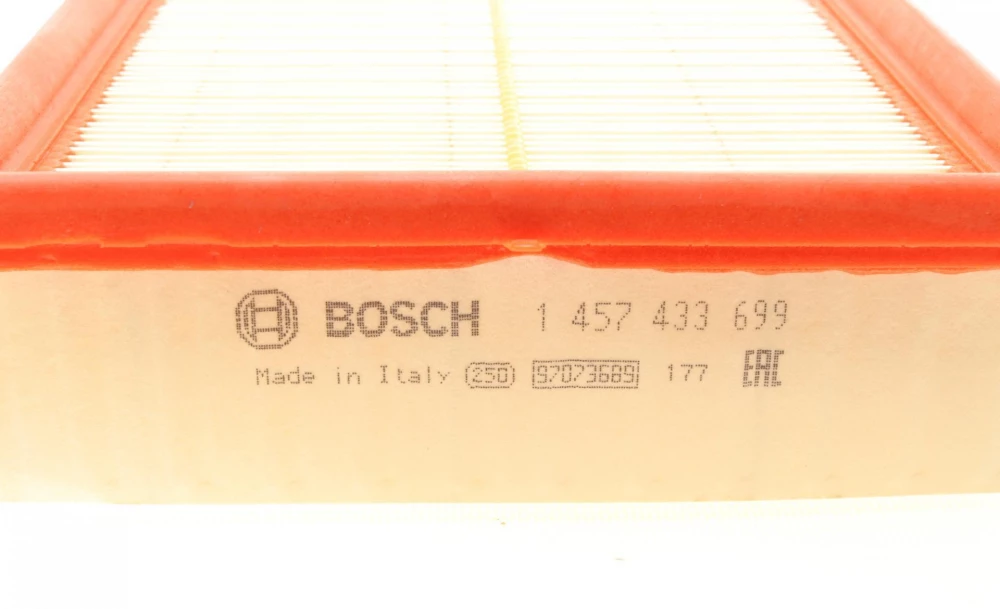 BOSCH 1 457 433 699
Made in Italy 250 97073689 177 EAC